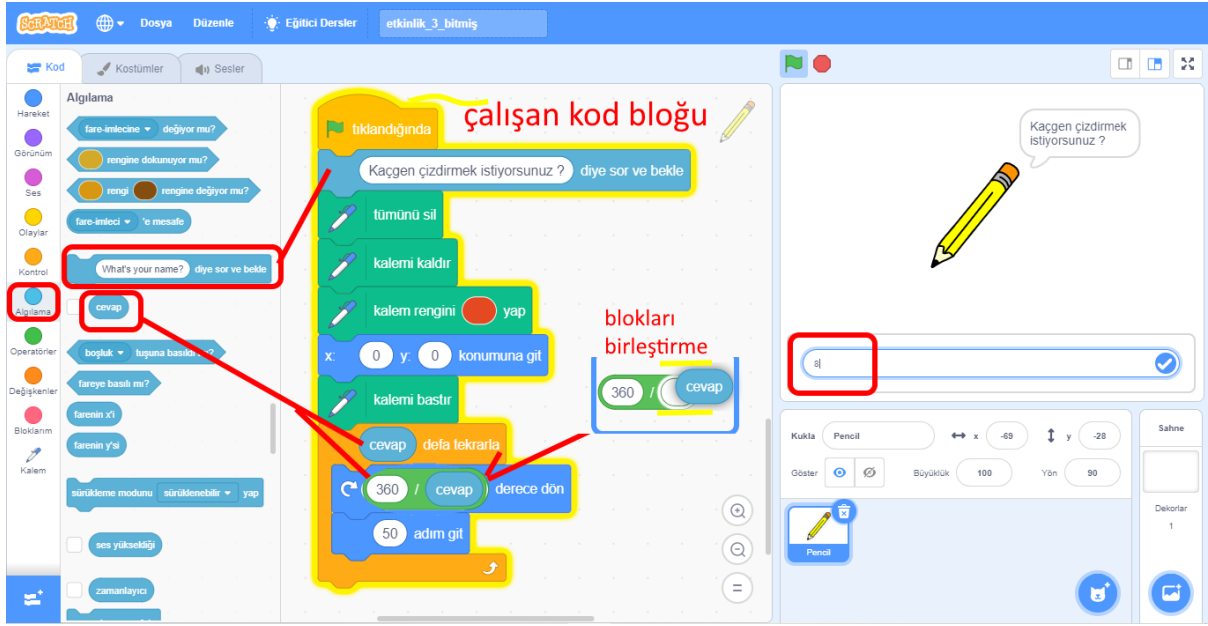 SCRATCH
Dosya
Düzenle
Eğitici Dersler
etkinlik_3_bitmiş
Kod
Kostümler
Sesler
Hareket
Görünüm
Ses
Olaylar
Kontrol
Algılama
Operatörler
Değişkenler
Bloklarım
Kalem
Algılama
fare-imlecine değiyor mu?
rengine dokunuyor mu?
rengi rengine değiyor mu?
fare-imleci 'e mesafe
What's your name? diye sor ve bekle
cevap
boşluk tuşuna basıldı mı?
fareye basılı mı?
farenin x'i
farenin y'si
sürükleme modunu sürüklenebilir yap
ses yüksekliği
zamanlayıcı
çalışan kod bloğu
tıklandığında
Kaçgen çizdirmek istiyorsunuz ? diye sor ve bekle
tümünü sil
kalemi kaldır
kalem rengini yap
x: 0 y: 0 konumuna git
kalemi bastır
cevap defa tekrarla
360 / cevap derece dön
50 adım git
blokları
birleştirme
360 / cevap
Kaçgen çizdirmek
istiyorsunuz ?
8
Kukla Pencil x -69 y -28
Göster Büyüklük 100 Yön 90
Pencil
Sahne
Dekorlar
1